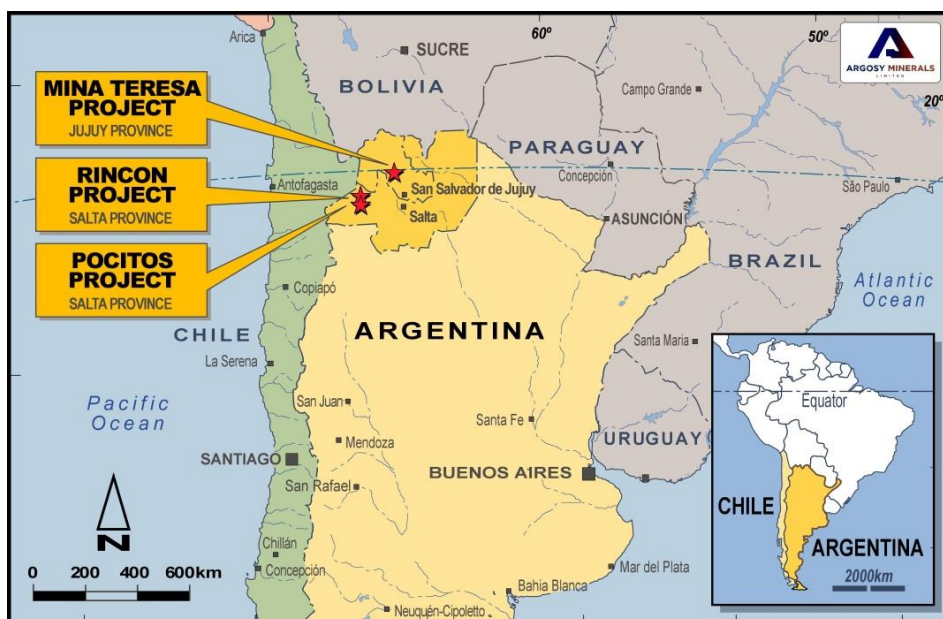 60°
50°
20°
ARGOSY MINERALS
LIMITED
Arica
SUCRE
BOLIVIA
Campo Grande
MINA TERESA
PROJECT
JUJUY PROVINCE
PARAGUAY
Concepción
São Paulo
RINCON
PROJECT
SALTA PROVINCE
Antofagasta
San Salvador de Jujuy
Salta
ASUNCIÓN
POCITOS
PROJECT
SALTA PROVINCE
BRAZIL
Atlantic
Ocean
Copiapó
CHILE
ARGENTINA
La Serena
Santa Maria
Pacific
Ocean
San Juan
Santa Fe
Mendoza
URUGUAY
SANTIAGO
BUENOS AIRES
San Rafael
N
Chillán
Concepción
Mar del Plata
Bahia Blanca
Neuquén-Cipoletto
0 200 400 600km
Equator
CHILE
ARGENTINA
2000km